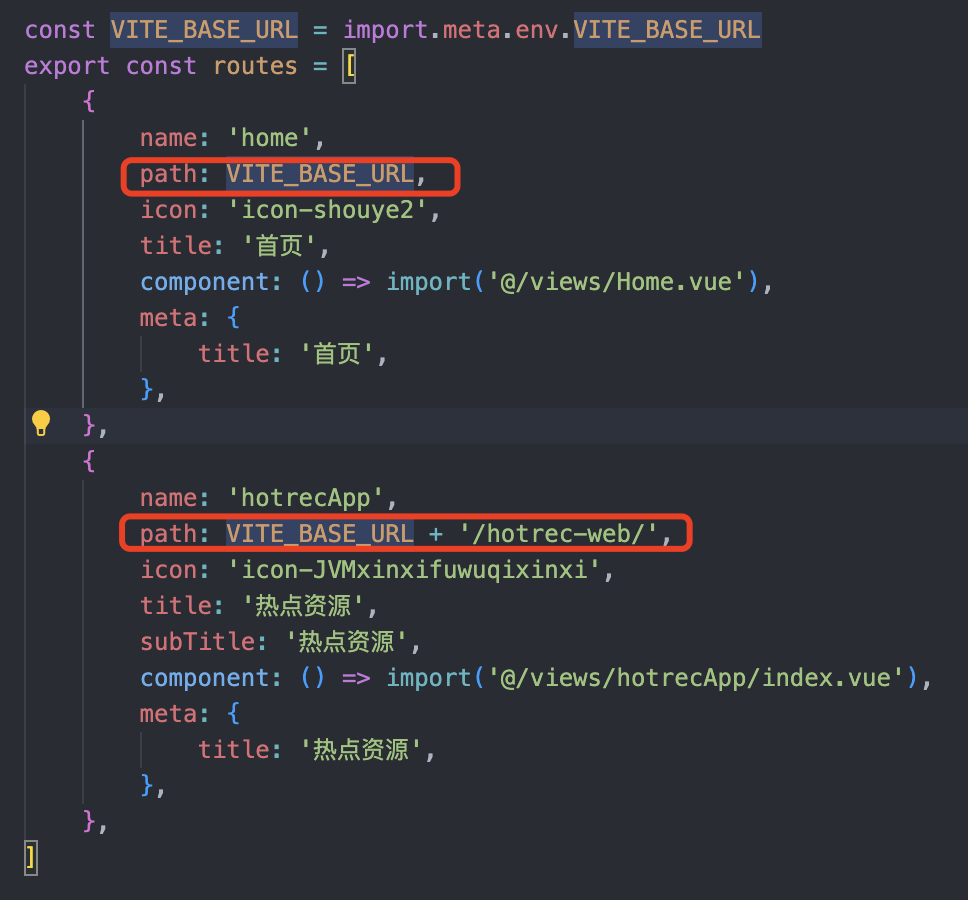 const VITE_BASE_URL = import.meta.env.VITE_BASE_URL
export const routes = [
{
name: 'home',
path: VITE_BASE_URL,
icon: 'icon-shouye2',
title: '首页',
component: () => import('@/views/Home.vue'),
meta: {
title: '首页',
},
},
{
name: 'hotrecApp',
path: VITE_BASE_URL + '/hotrec-web/',
icon: 'icon-JVMxinxifuwuqixinxi',
title: '热点资源',
subTitle: '热点资源',
component: () => import('@/views/hotrecApp/index.vue'),
meta: {
title: '热点资源',
},
},
]